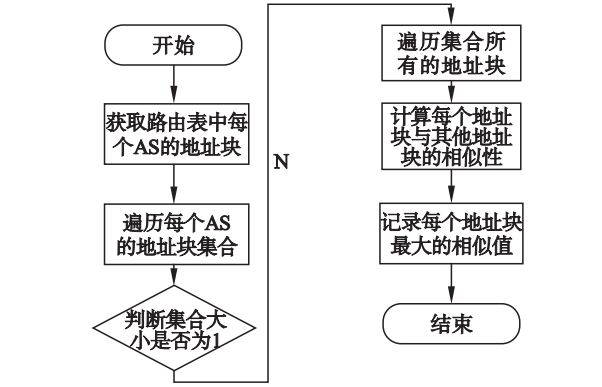 开始
获取路由表中每
个AS的地址块
遍历每个AS
的地址块集合
判断集合大
小是否为1
N
遍历集合所
有的地址块
计算每个地址
块与其他地址
块的相似性
记录每个地址块
最大的相似值
结束